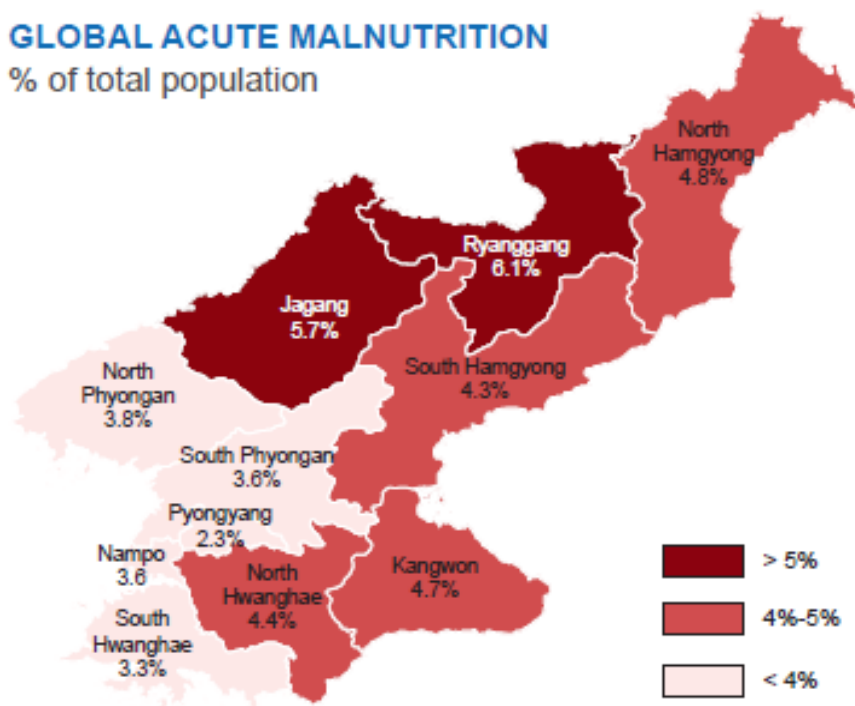 GLOBAL ACUTE MALNUTRITION
% of total population
North
Hamgyong
4.8%
Ryanggang
6.1%
Jagang
5.7%
South Hamgyong
4.3%
North
Phyongan
3.8%
South Phyongan
3.6%
Pyongyang
2.3%
Nampo
3.6
North
Hwanghae
4.4%
Kangwon
4.7%
South
Hwanghae
3.3%
> 5%
4%-5%
< 4%